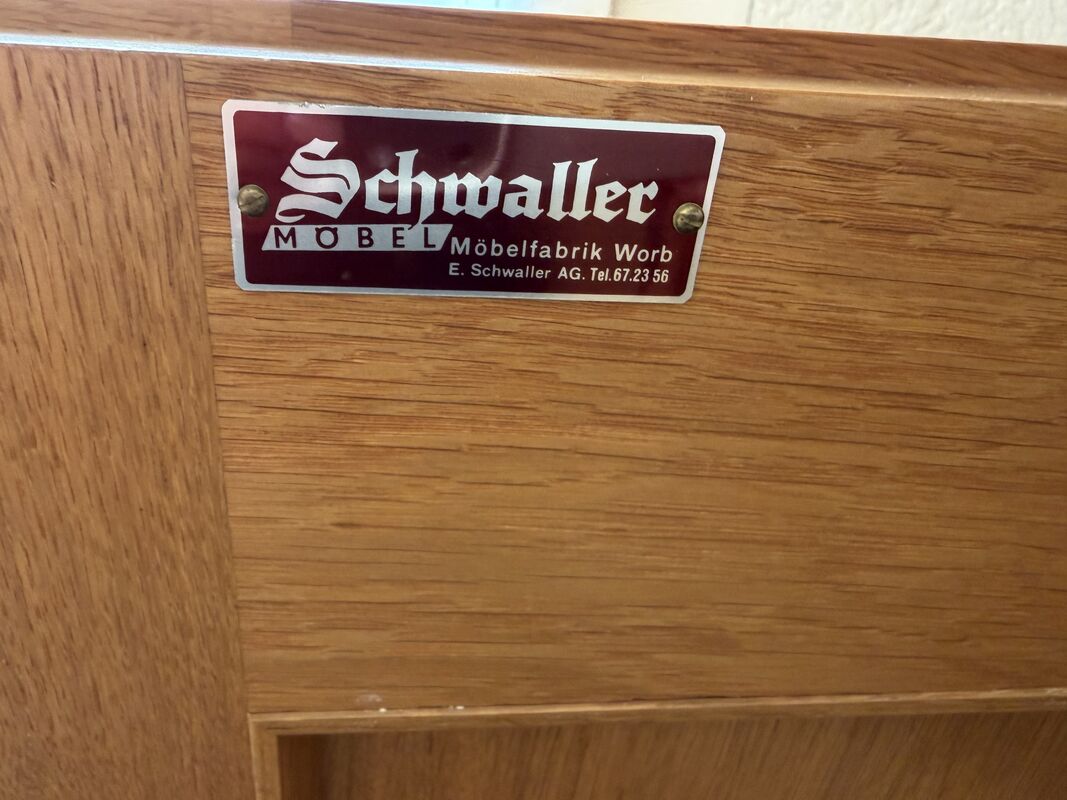 Schwaller
MÖBEL
Möbelfabrik Worb
E. Schwaller AG. Tel. 67.23 56